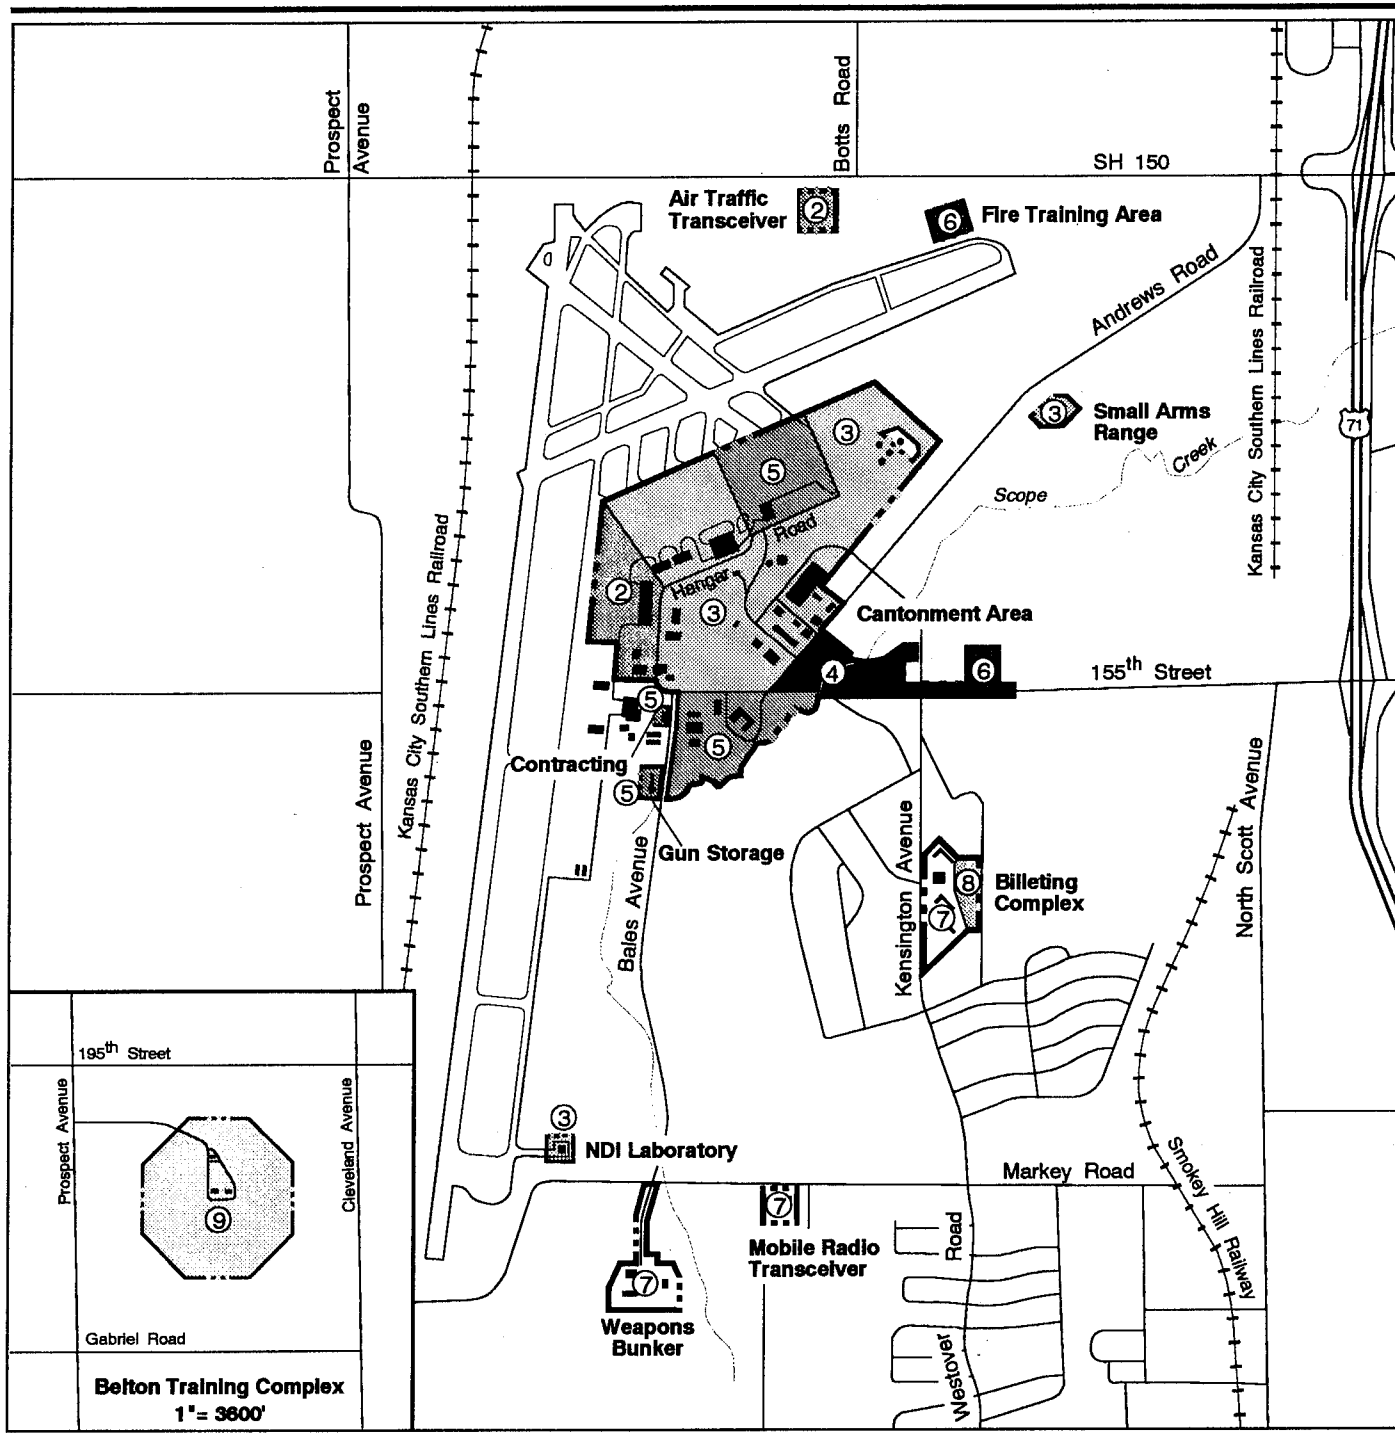 Prospect
Avenue
Botts Road
SH 150
Air Traffic
Transceiver
2
6
Fire Training Area
Andrews Road
Kansas City Southern Lines Railroad
71
3
Small Arms
Range
Creek
Scope
3
5
Hangar Road
2
3
Cantonment Area
4
6
155th Street
5
5
Contracting
5
Gun Storage
Kansas City Southern Lines Railroad
Prospect Avenue
Bales Avenue
Kensington Avenue
North Scott Avenue
8
7
Billeting
Complex
195th Street
Prospect Avenue
Cleveland Avenue
9
Gabriel Road
Belton Training Complex
1"= 3600'
3
NDI Laboratory
Markey Road
Smokey Hill Railway
7
Mobile Radio
Transceiver
7
Weapons
Bunker
Westover Road